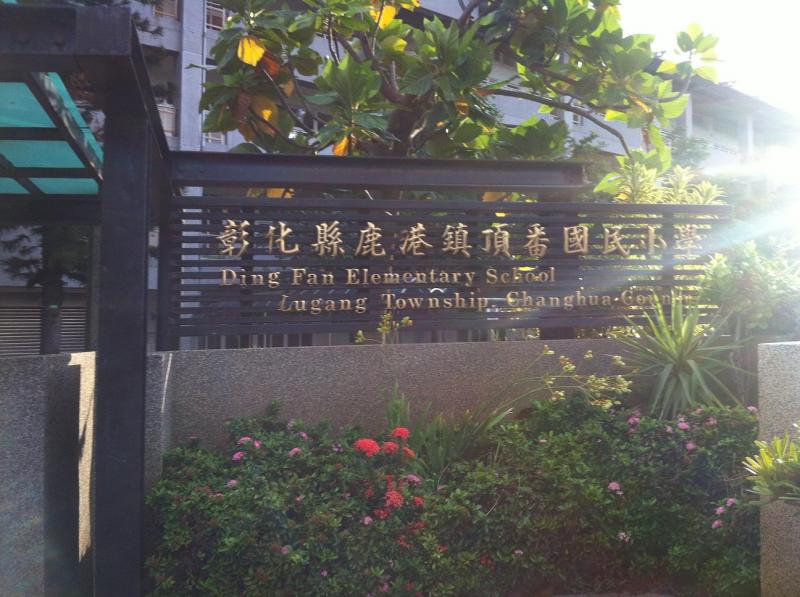 彰化縣鹿港鎮頂番國民小學
Ding Fan Elementary School
Lugang Township, Changhua County